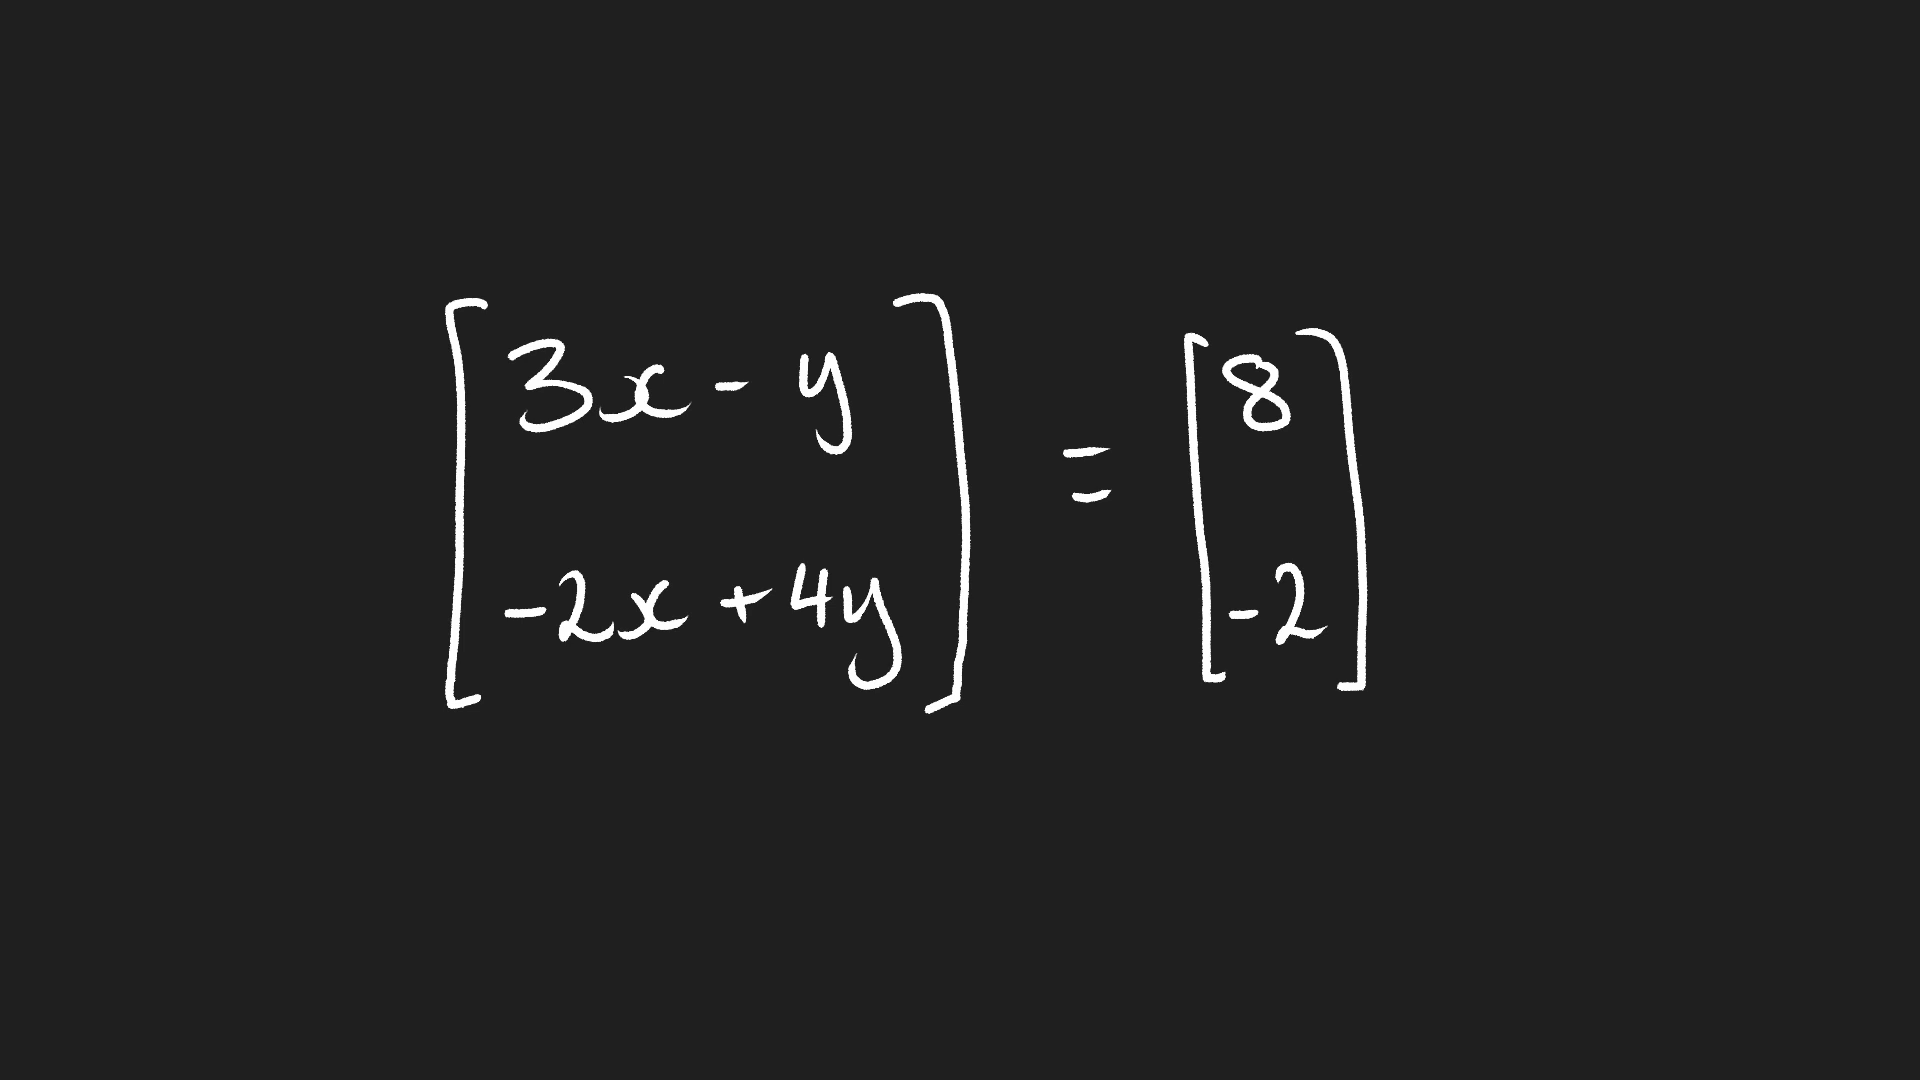 [3x - y] = [8]
[-2x + 4y] [-2]